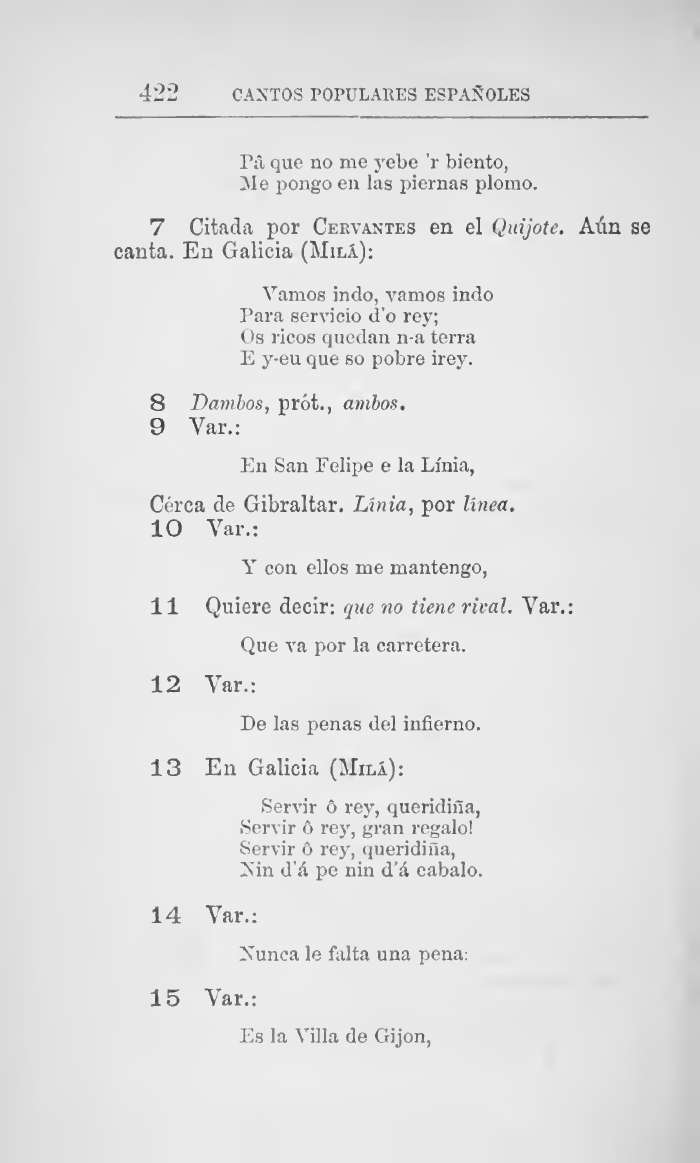 422 CANTOS POPULARES ESPAÑOLES
Pâ que no me yebe 'r biento,
Me pongo en las piernas plomo.
7 Citada por CERVANTES en el Quijote. Aún se
canta. En Galicia (MILÁ):
Vamos indo, vamos indo
Para servicio d'o rey;
Os ricos quedan n-a terra
E y-eu que so pobre irey.
8 Dambos, prót., ambos.
9 Var.:
En San Felipe e la Línia,
Cérca de Gibraltar. Línia, por línea.
10 Var.:
Y con ellos me mantengo,
11 Quiere decir: que no tiene rival. Var.:
Que va por la carretera.
12 Var.:
De las penas del infierno.
13 En Galicia (MILÁ):
Servir ô rey, queridiña,
Servir ô rey, gran regalo!
Servir ô rey, queridiña,
Nin d'á pe nin d'á cabalo.
14 Var.:
Nunca le falta una pena:
15 Var.:
Es la Villa de Gijon,